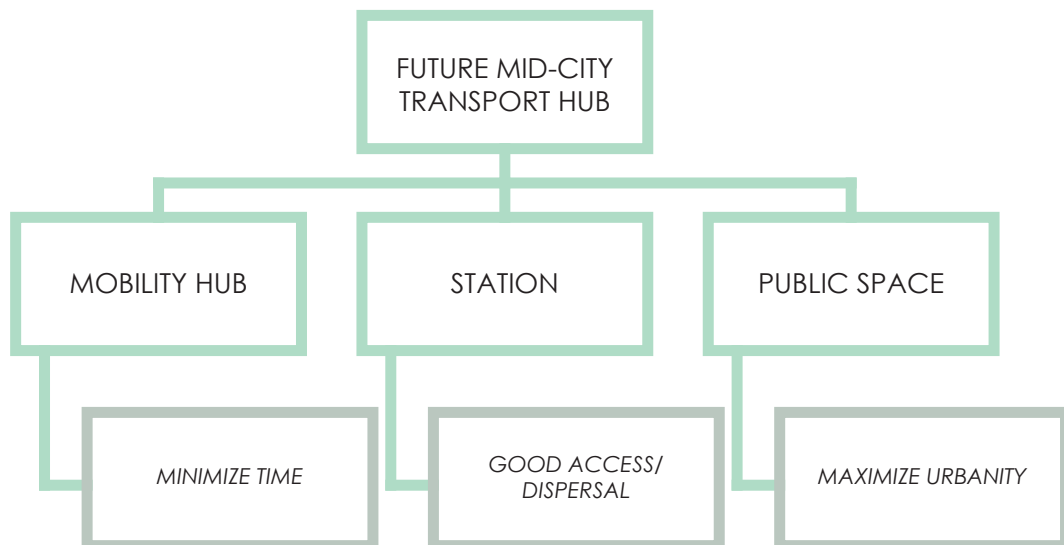 FUTURE MID-CITY
TRANSPORT HUB
MOBILITY HUB
STATION
PUBLIC SPACE
MINIMIZE TIME
GOOD ACCESS/
DISPERSAL
MAXIMIZE URBANITY